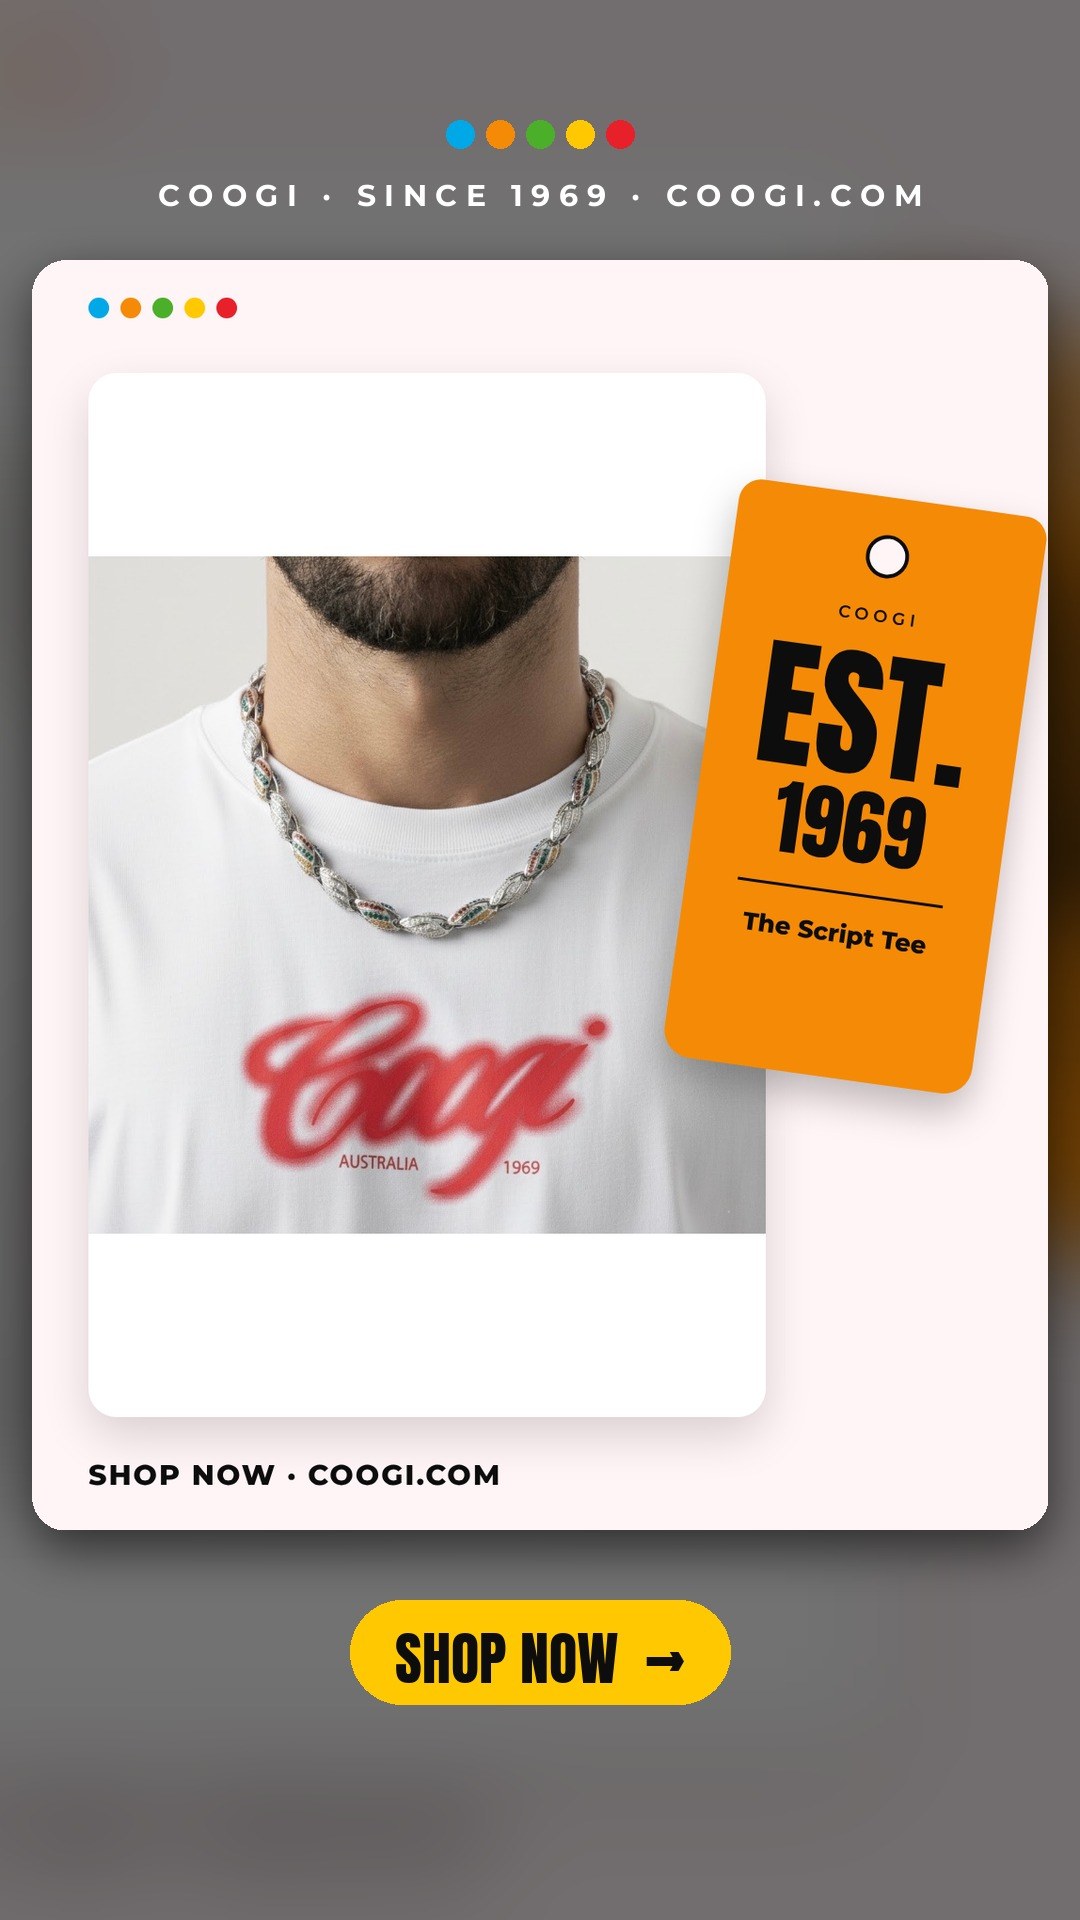 COOGI · SINCE 1969 · COOGI.COM
COOGI
EST.
1969
The Script Tee
Coogi
AUSTRALIA 1969
SHOP NOW · COOGI.COM
SHOP NOW →